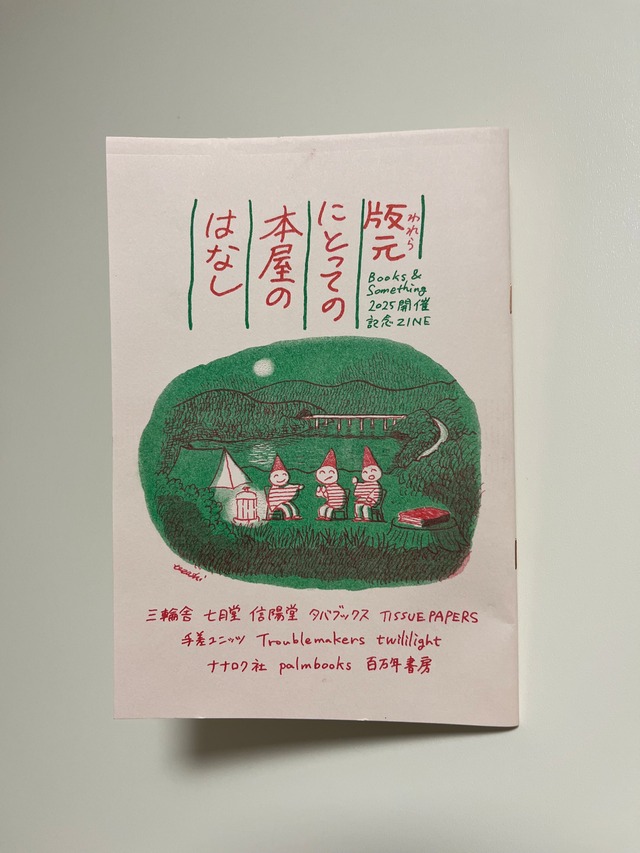 版元
われら
にとっての
本屋の
はなし
Books &
Something
2025開催
記念ZINE
三輪舎 七月堂 信陽堂 タバブックス TISSUE PAPERS
手差ユニッツ Troublemakers twililight
ナナロク社 palmbooks 百万年書房